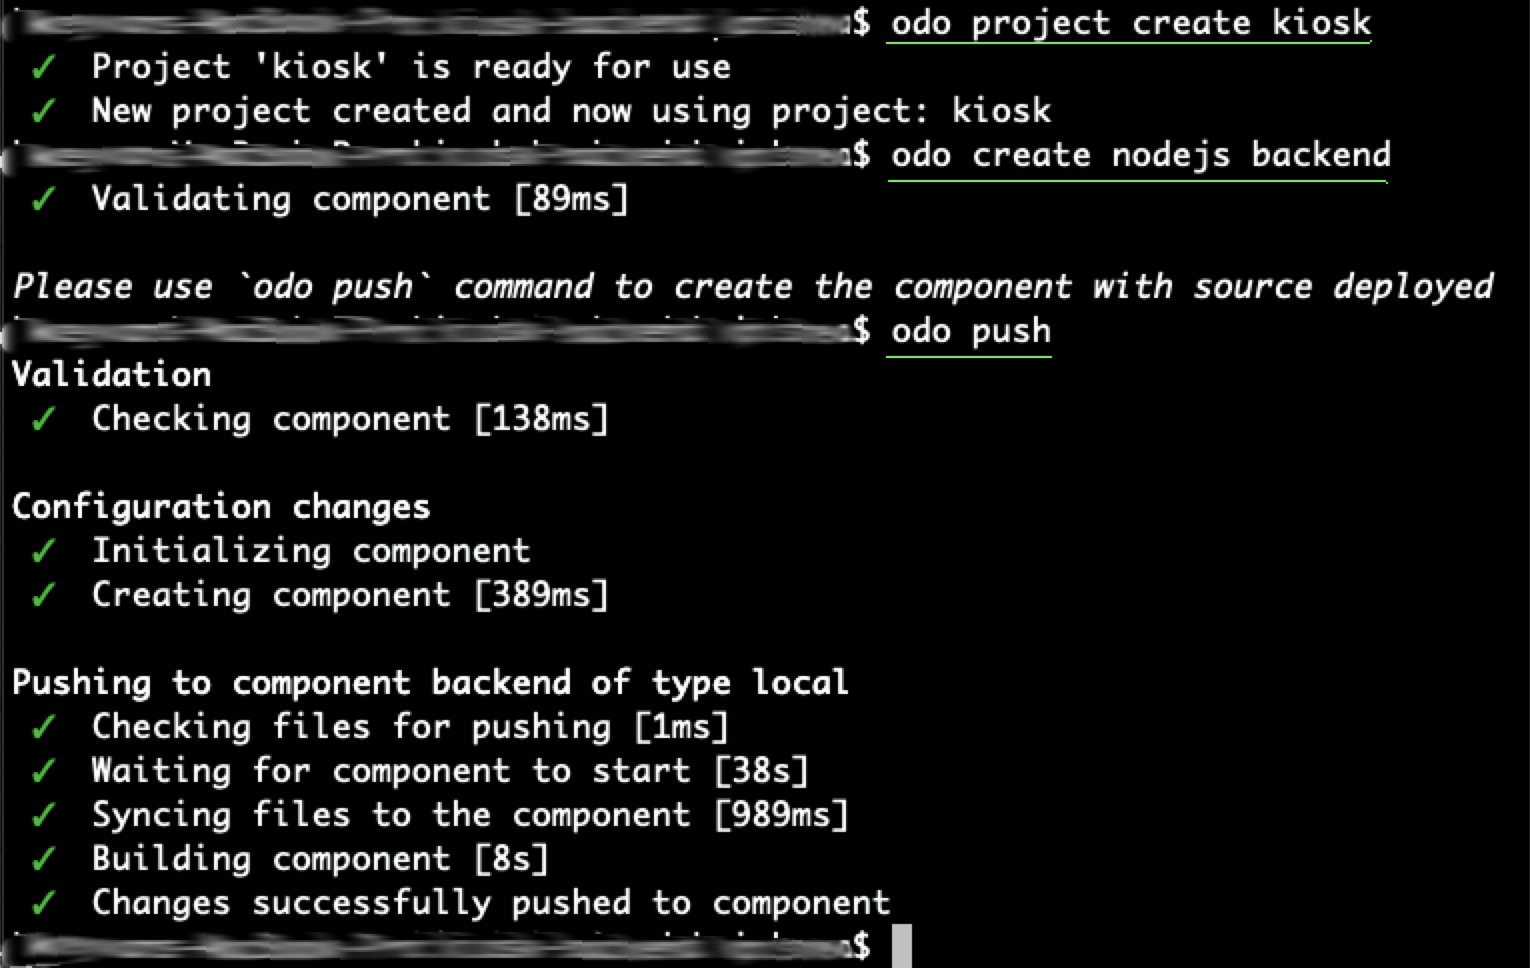 $ odo project create kiosk
✓ Project 'kiosk' is ready for use
✓ New project created and now using project: kiosk
$ odo create nodejs backend
✓ Validating component [89ms]
Please use `odo push` command to create the component with source deployed
$ odo push
Validation
✓ Checking component [138ms]
Configuration changes
✓ Initializing component
✓ Creating component [389ms]
Pushing to component backend of type local
✓ Checking files for pushing [1ms]
✓ Waiting for component to start [38s]
✓ Syncing files to the component [989ms]
✓ Building component [8s]
✓ Changes successfully pushed to component
$